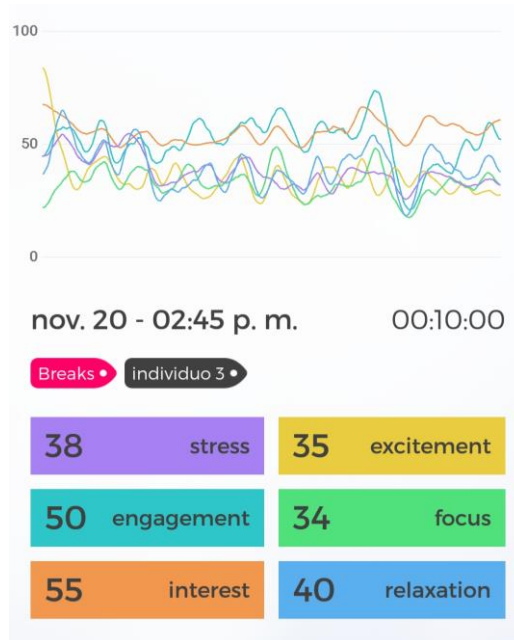 100
50
0
nov. 20 - 02:45 p. m. 00:10:00
Breaks individuo 3
38 stress 35 excitement
50 engagement 34 focus
55 interest 40 relaxation